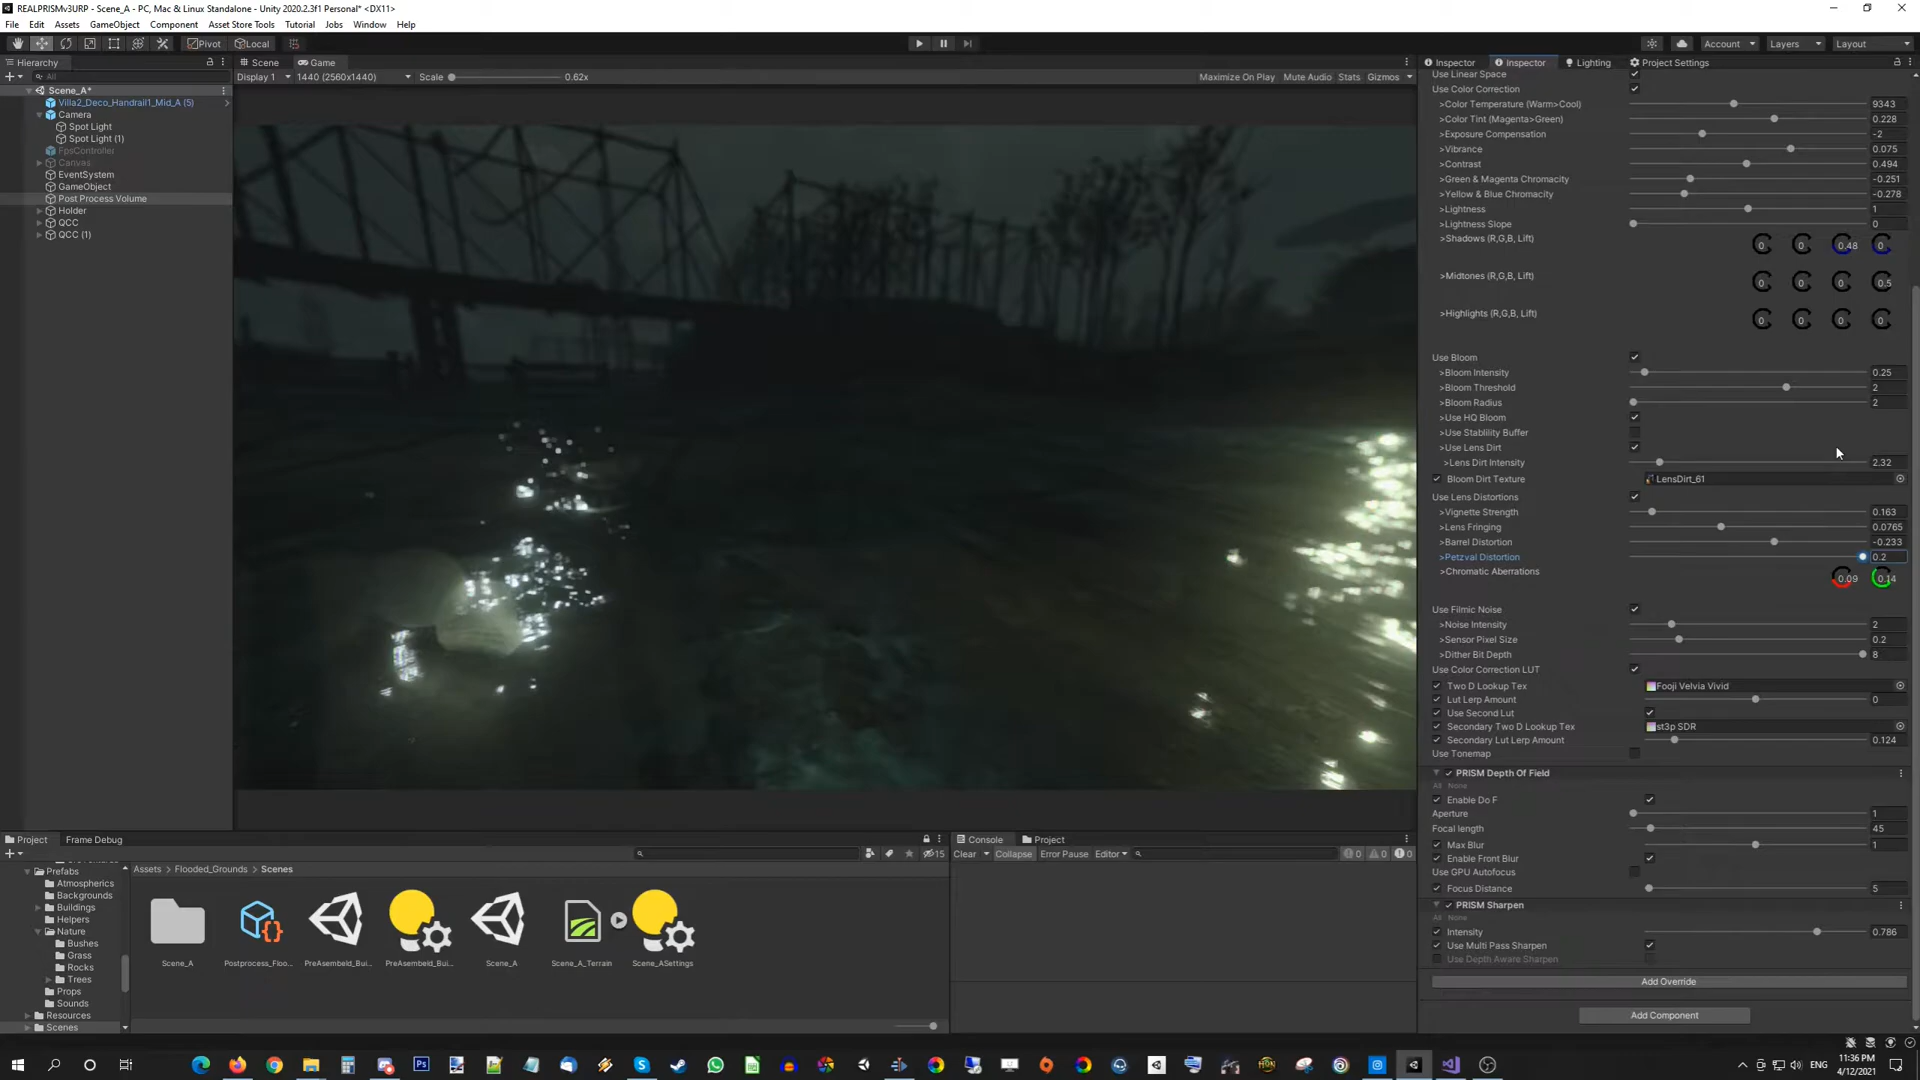 REALPRISMv3URP - Scene_A - PC, Mac & Linux Standalone - Unity 2020.2.3f1 Personal* <DX11>
File Edit Assets GameObject Component Asset Store Tools Tutorial Jobs Window Help
Pivot Local
Account Layers Layout
Hierarchy
All
Scene_A*
Villa2_Deco_Handrail1_Mid_A (5)
Camera
Spot Light
Spot Light (1)
FpsController
Canvas
EventSystem
GameObject
Post Process Volume
Holder
QCC
QCC (1)
Scene Game
Display 1 1440 (2560x1440) Scale 0.62x Maximize On Play Mute Audio Stats Gizmos
Inspector Inspector Lighting Project Settings
Use Linear Space
Use Color Correction
>Color Temperature (Warm>Cool) 9343
>Color Tint (Magenta>Green) 0.228
>Exposure Compensation -2
>Vibrance 0.075
>Contrast 0.494
>Green & Magenta Chromacity -0.251
>Yellow & Blue Chromacity -0.278
>Lightness 1
>Lightness Slope 0
>Shadows (R,G,B, Lift) 0 0 0.48 0
>Midtones (R,G,B, Lift) 0 0 0 0.5
>Highlights (R,G,B, Lift) 0 0 0 0
Use Bloom
>Bloom Intensity 0.25
>Bloom Threshold 2
>Bloom Radius 2
>Use HQ Bloom
>Use Stablility Buffer
>Use Lens Dirt
>Lens Dirt Intensity 2.32
Bloom Dirt Texture LensDirt_61
Use Lens Distortions
>Vignette Strength 0.163
>Lens Fringing 0.0765
>Barrel Distortion -0.233
>Petzval Distortion 0.2
>Chromatic Aberrations 0.09 0.14
Use Filmic Noise
>Noise Intensity 2
>Sensor Pixel Size 0.2
>Dither Bit Depth 8
Use Color Correction LUT
Two D Lookup Tex Fooji Velvia Vivid
Lut Lerp Amount 0
Use Second Lut
Secondary Two D Lookup Tex st3p SDR
Secondary Lut Lerp Amount 0.124
Use Tonemap
PRISM Depth Of Field
All None
Enable Do F
Aperture 1
Focal length 45
Max Blur 1
Enable Front Blur
Use GPU Autofocus
Focus Distance 5
PRISM Sharpen
All None
Intensity 0.786
Use Multi Pass Sharpen
Use Depth Aware Sharpen
Add Override
Add Component
Project Frame Debug
15
Prefabs
Atmospherics
Backgrounds
Buildings
Helpers
Nature
Bushes
Grass
Rocks
Trees
Props
Sounds
Resources
Scenes
Assets > Flooded_Grounds > Scenes
Scene_A
Postprocess_Floo...
PreAsembeld_Bui...
PreAsembeld_Bui...
Scene_A
Scene_A_Terrain
Scene_ASettings
Console Project
Clear Collapse Error Pause Editor 0 0 0
ENG 11:36 PM
4/12/2021